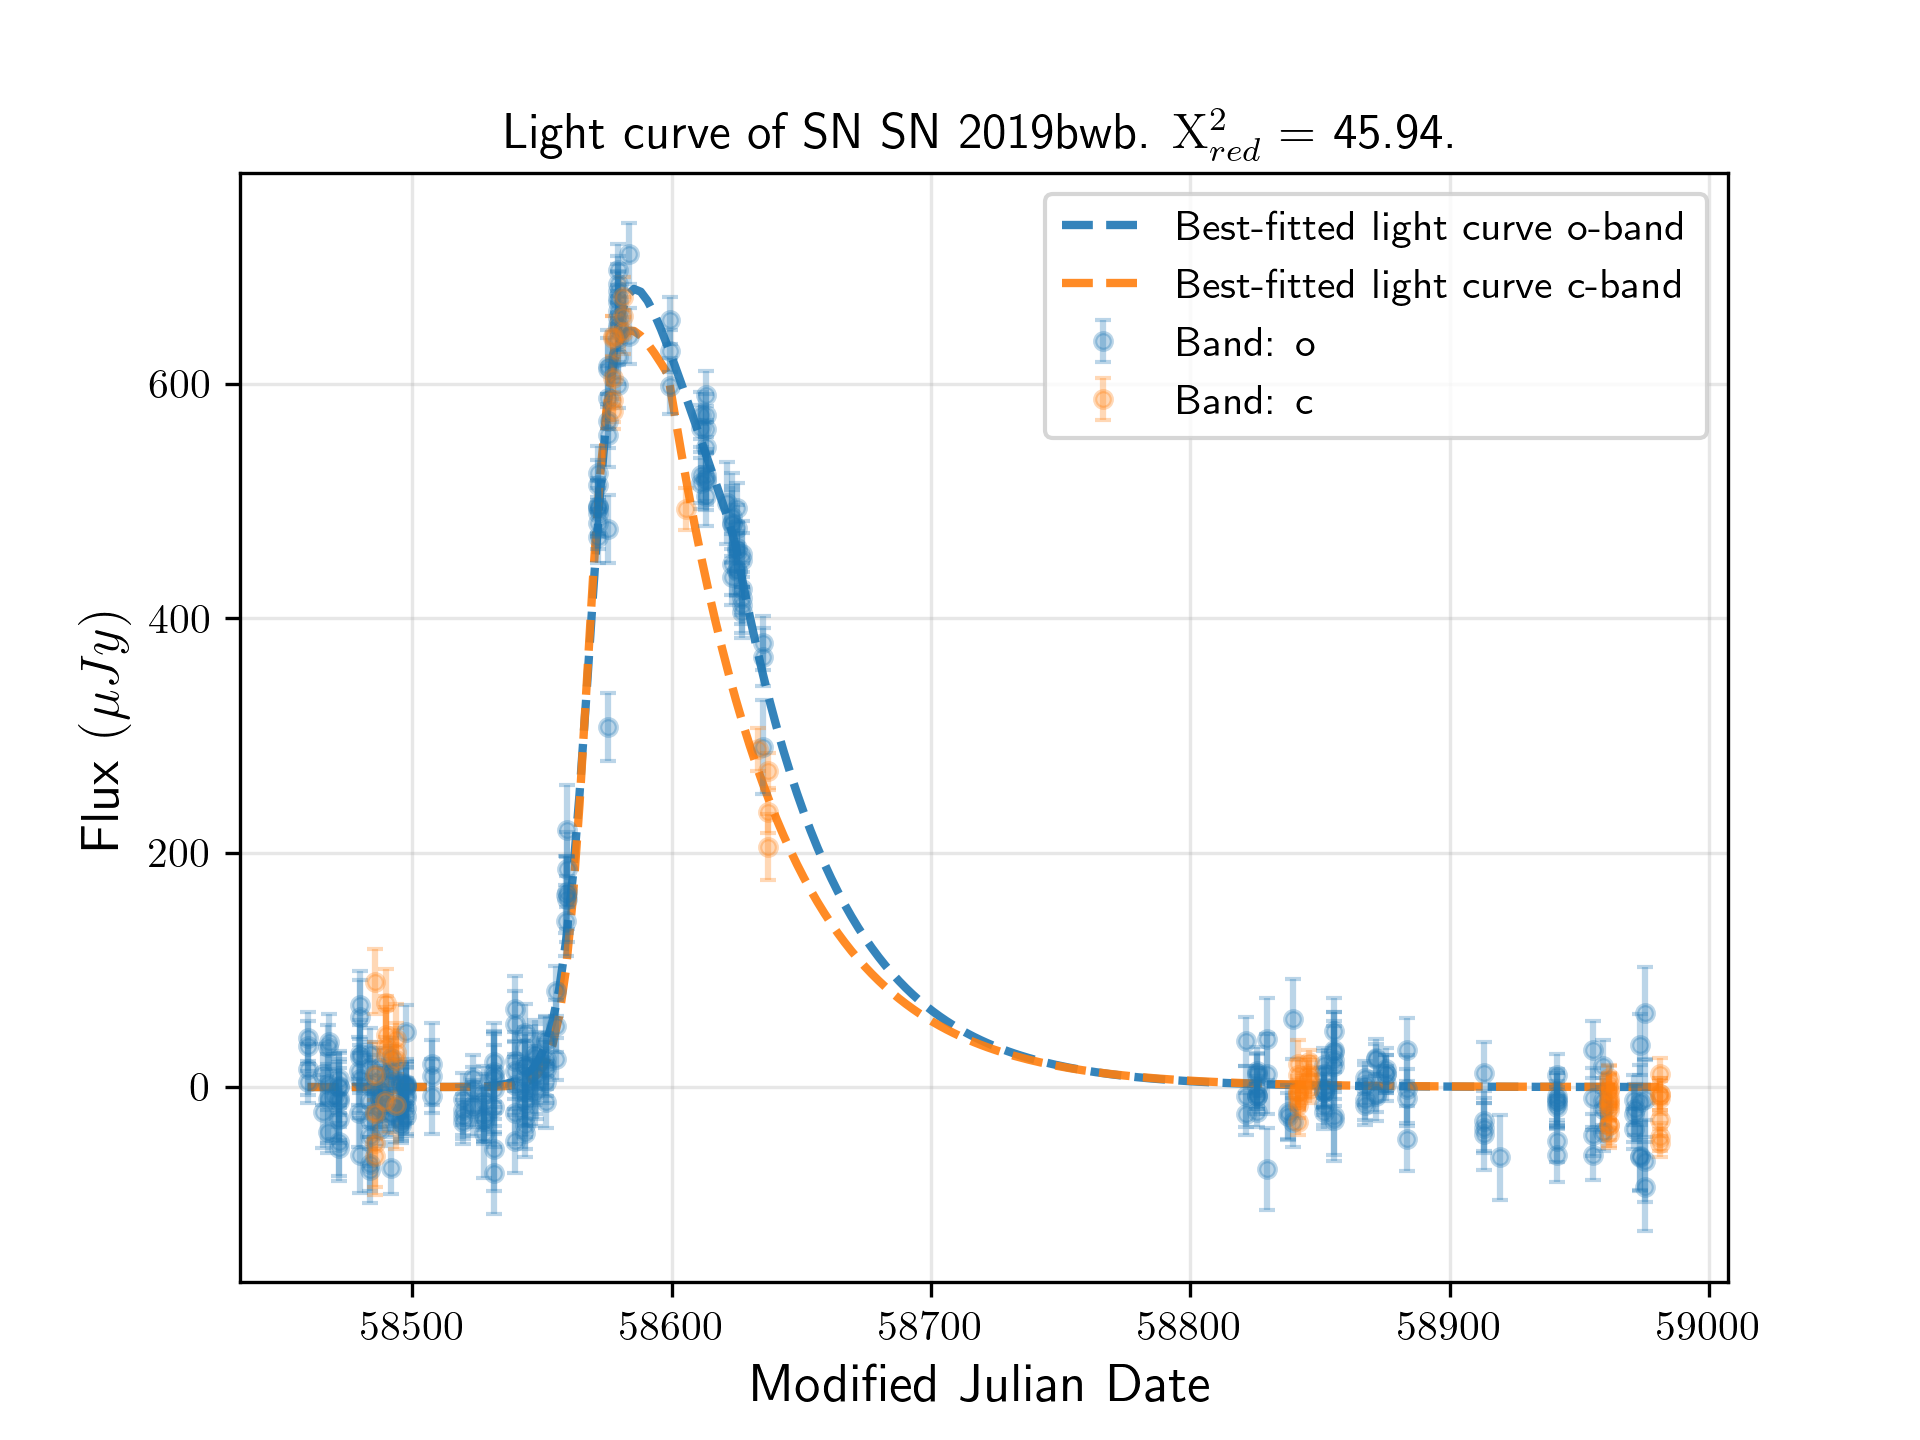 Light curve of SN SN 2019bwb. X²_red = 45.94.
Best-fitted light curve o-band
Best-fitted light curve c-band
Band: o
Band: c
Flux (μJy)
600
400
200
0
58500 58600 58700 58800 58900 59000
Modified Julian Date